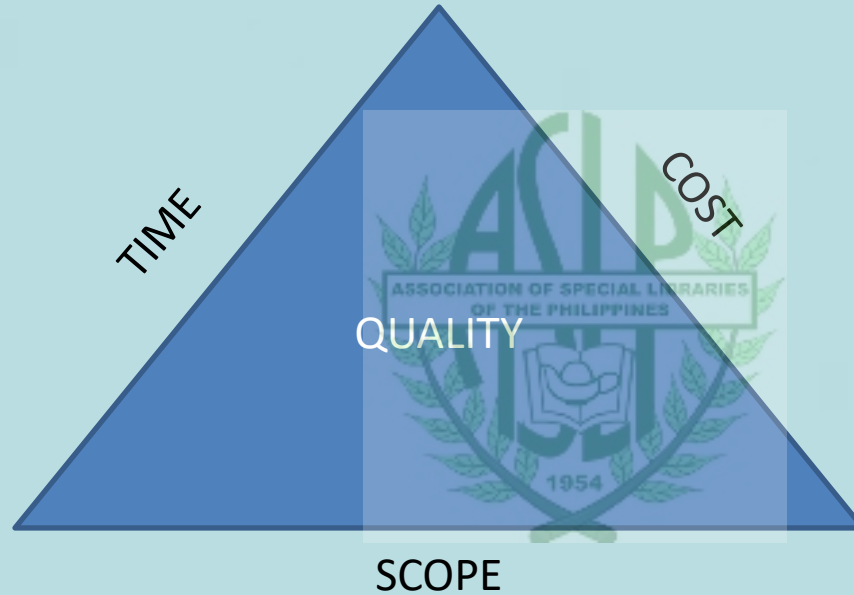 TIME
COST
ASLP
ASSOCIATION OF SPECIAL LIBRARIES
OF THE PHILIPPINES
QUALITY
1954
SCOPE